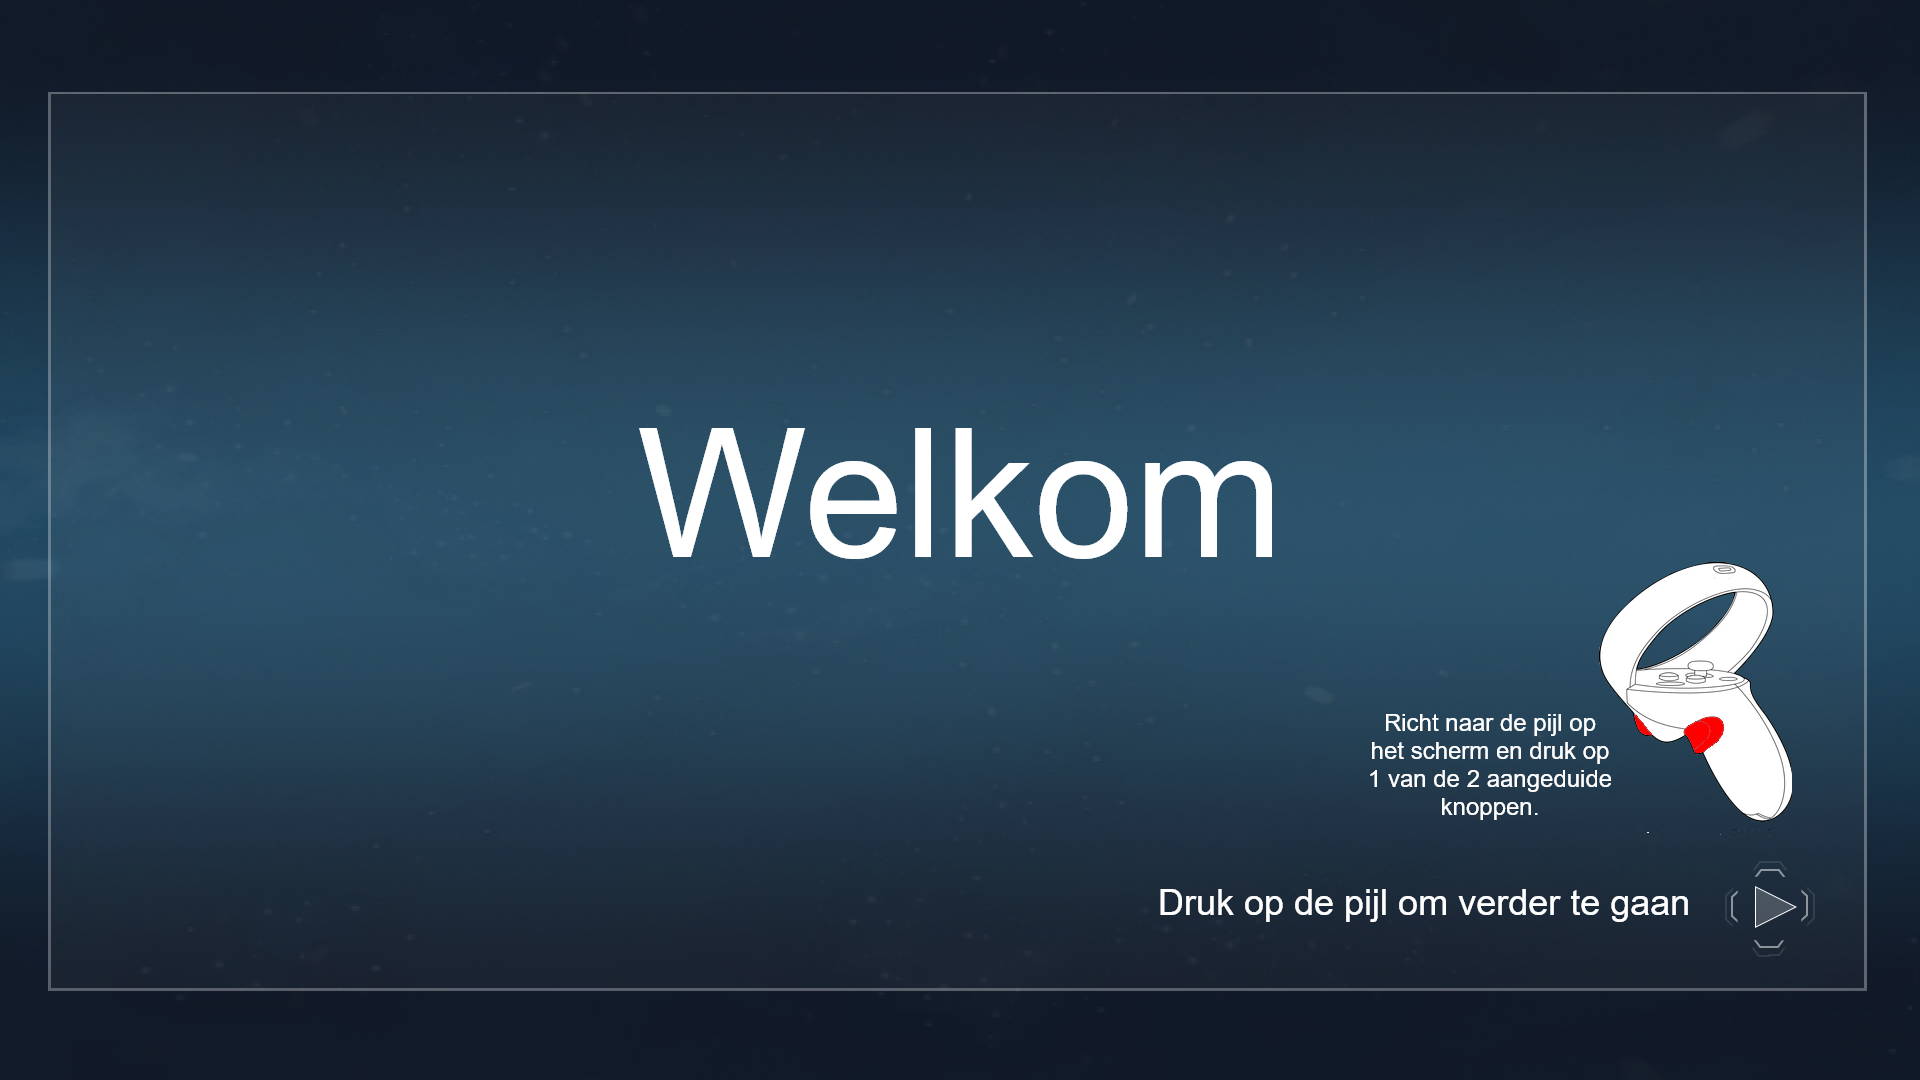 Welkom
Richt naar de pijl op
het scherm en druk op
1 van de 2 aangeduide
knoppen.
Druk op de pijl om verder te gaan